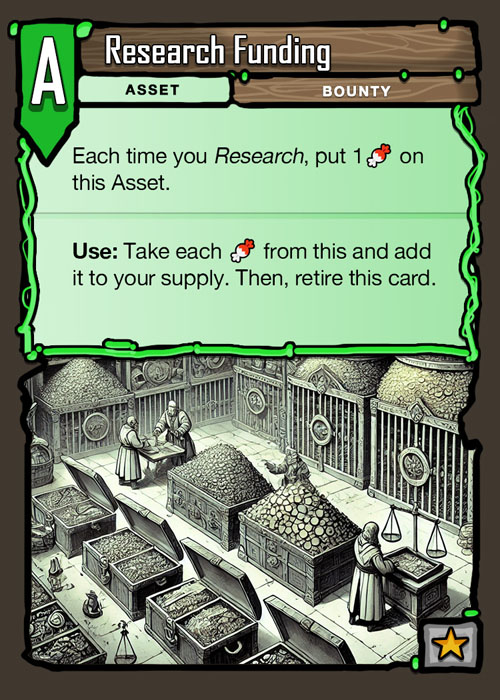 A
Research Funding
ASSET
BOUNTY
Each time you Research, put 1 on
this Asset.
Use: Take each from this and add
it to your supply. Then, retire this card.